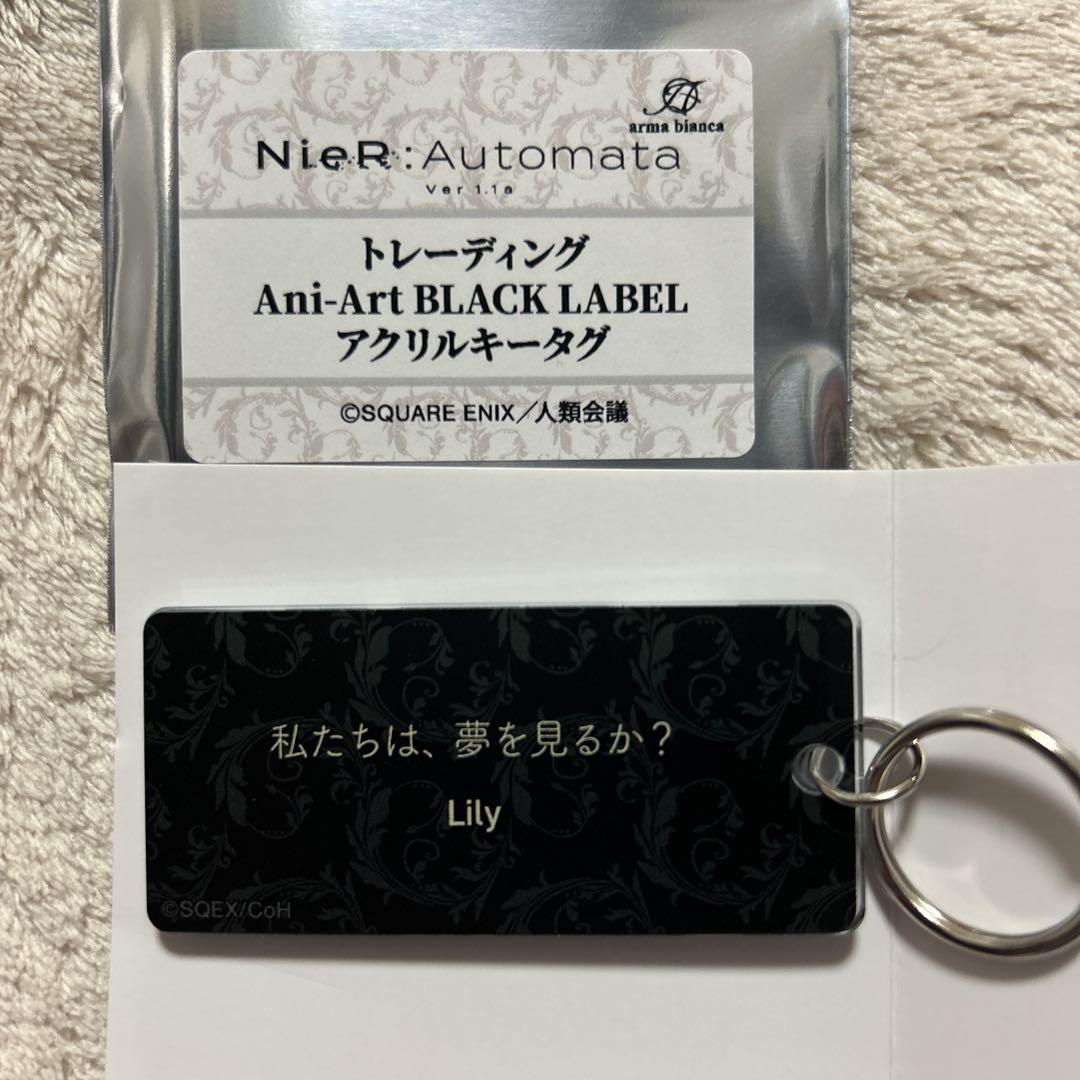 arma bianca
NieR:Automata
Ver 1.1a
トレーディング
Ani-Art BLACK LABEL
アクリルキータグ
©SQUARE ENIX／人類会議
私たちは、夢を見るか？
Lily
©SQEX/CoH